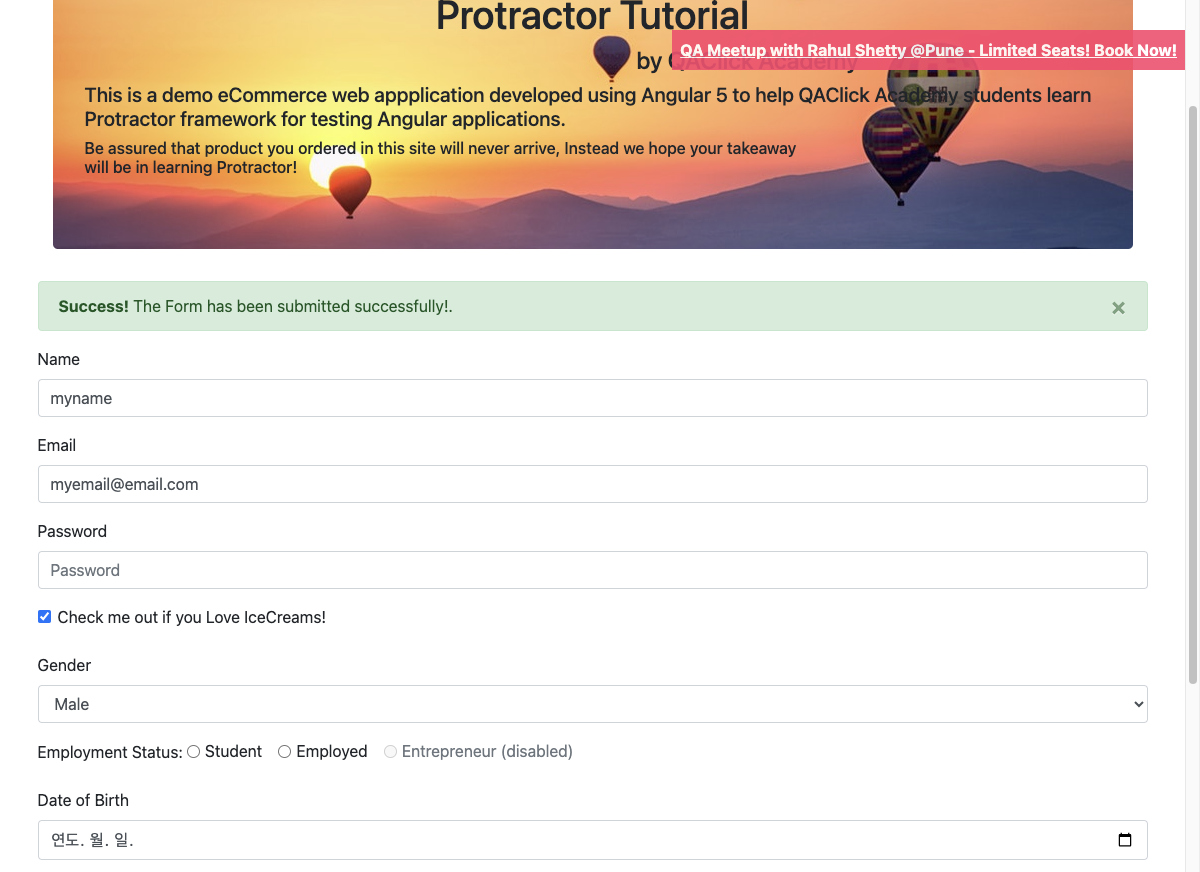 Protractor Tutorial
QA Meetup with Rahul Shetty @Pune - Limited Seats! Book Now!
by QAClick Academy
This is a demo eCommerce web appplication developed using Angular 5 to help QAClick Academy students learn
Protractor framework for testing Angular applications.
Be assured that product you ordered in this site will never arrive, Instead we hope your takeaway
will be in learning Protractor!
Success! The Form has been submitted successfully!.
×
Name
myname
Email
myemail@email.com
Password
Password
Check me out if you Love IceCreams!
Gender
Male
Employment Status: Student Employed Entrepreneur (disabled)
Date of Birth
연도. 월. 일.